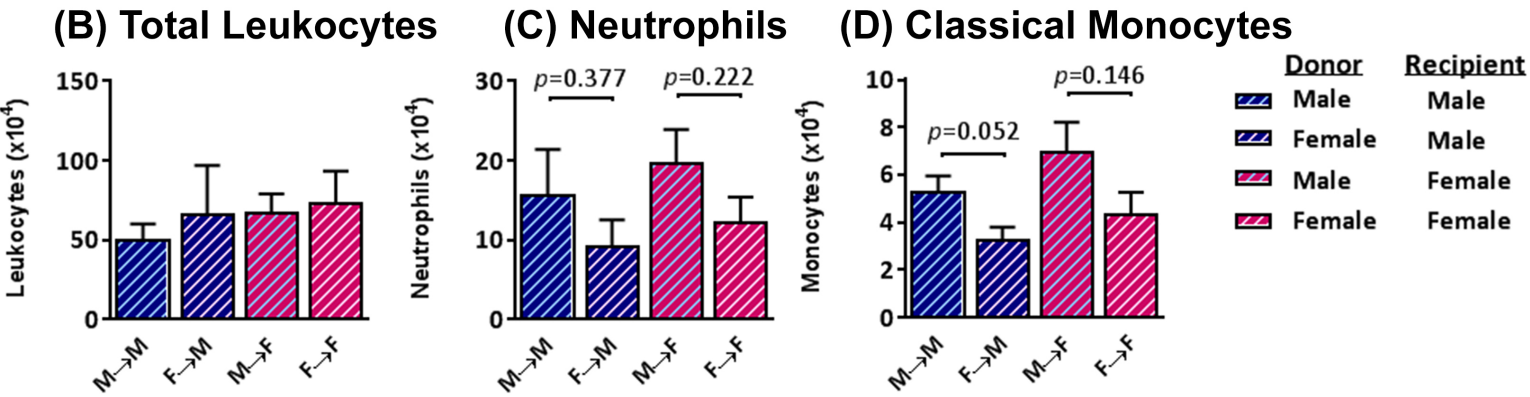 (B) Total Leukocytes
Leukocytes (x10⁴)
150
100
50
0
M→M
F→M
M→F
F→F
(C) Neutrophils
Neutrophils (x10⁴)
30
20
10
0
p=0.377
p=0.222
M→M
F→M
M→F
F→F
(D) Classical Monocytes
Monocytes (x10⁴)
10
8
6
4
2
0
p=0.052
p=0.146
M→M
F→M
M→F
F→F
Donor Recipient
Male Male
Female Male
Male Female
Female Female